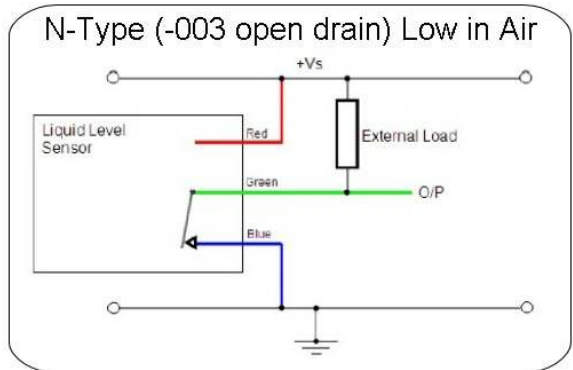 N-Type (-003 open drain) Low in Air
+Vs
Liquid Level
Sensor
Red
External Load
Green
O/P
Blue